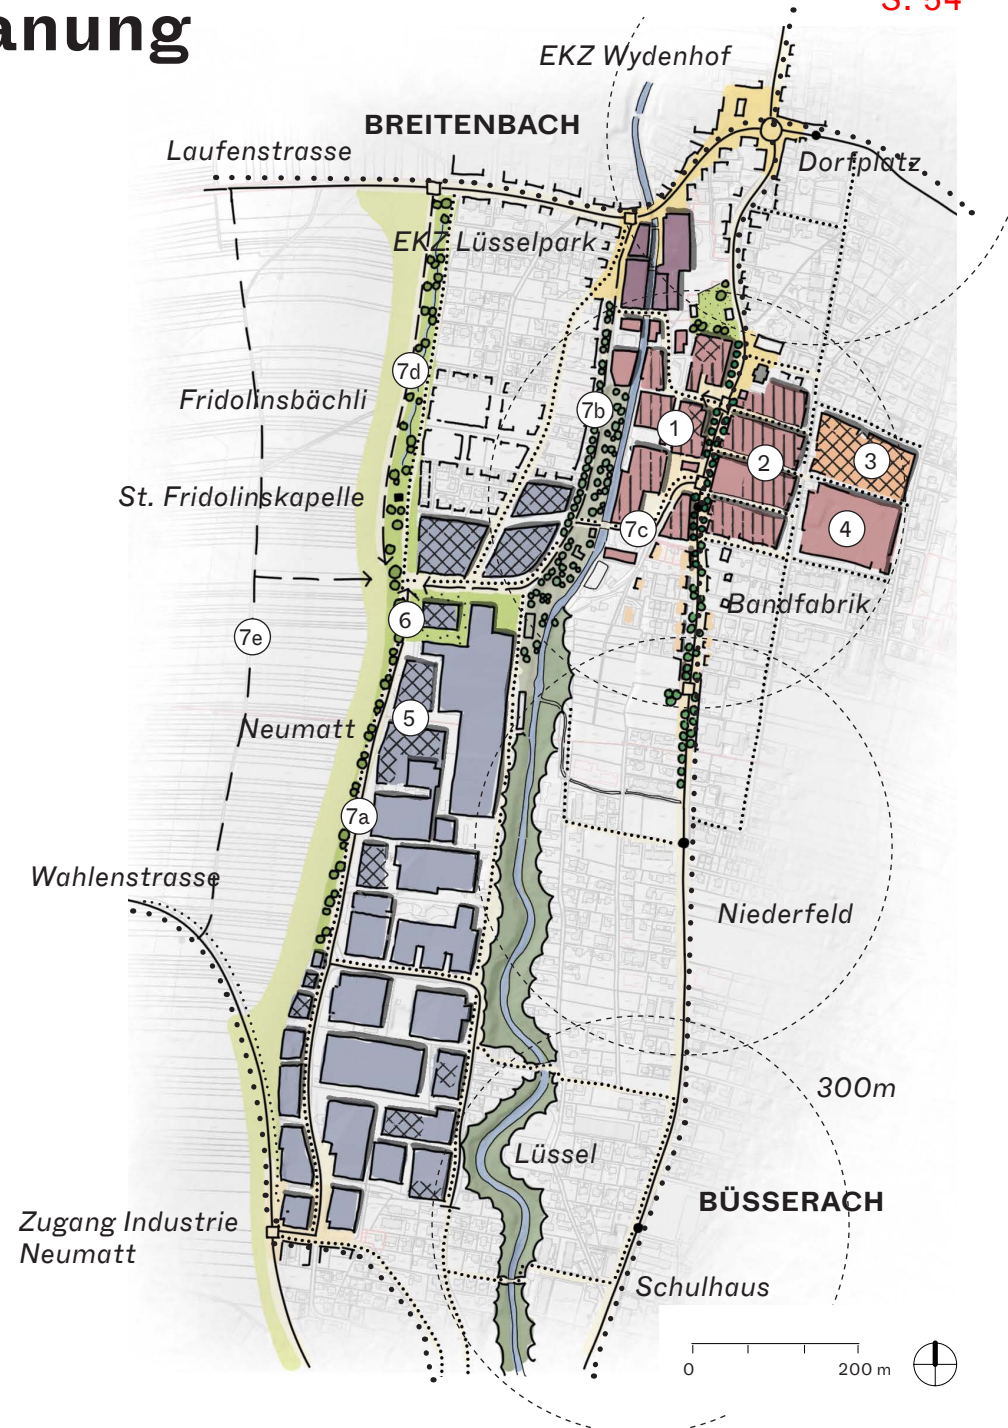 anung
S. 54
EKZ Wydenhof
BREITENBACH
Laufenstrasse
Dorfplatz
EKZ Lüsselpark
7d
Fridolinsbächli
7b
1
2
3
St. Fridolinskapelle
7c
4
Bandfabrik
6
7e
Neumatt
5
7a
Wahlenstrasse
Niederfeld
300m
Lüssel
BÜSSERACH
Zugang Industrie
Neumatt
Schulhaus
0
200 m